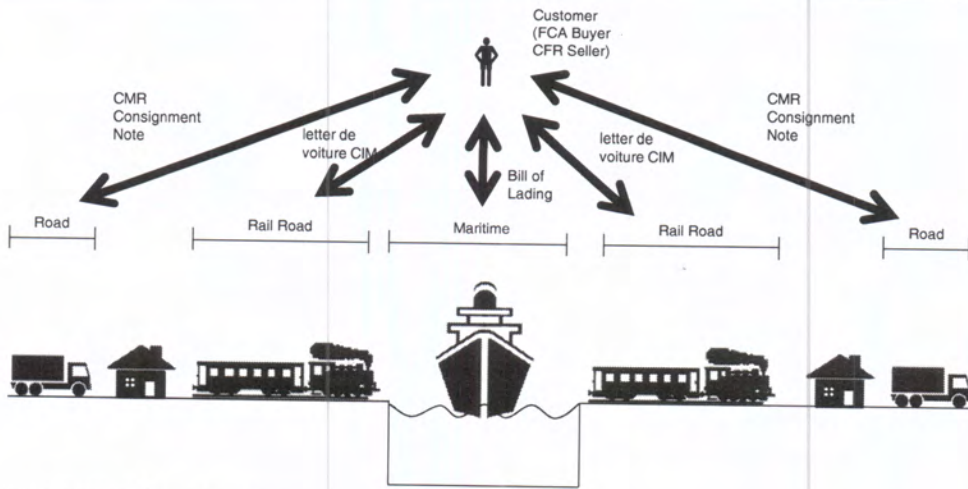 Customer
(FCA Buyer
CFR Seller)
CMR
Consignment
Note
letter de
voiture CIM
Bill of
Lading
letter de
voiture CIM
CMR
Consignment
Note
Road
Rail Road
Maritime
Rail Road
Road